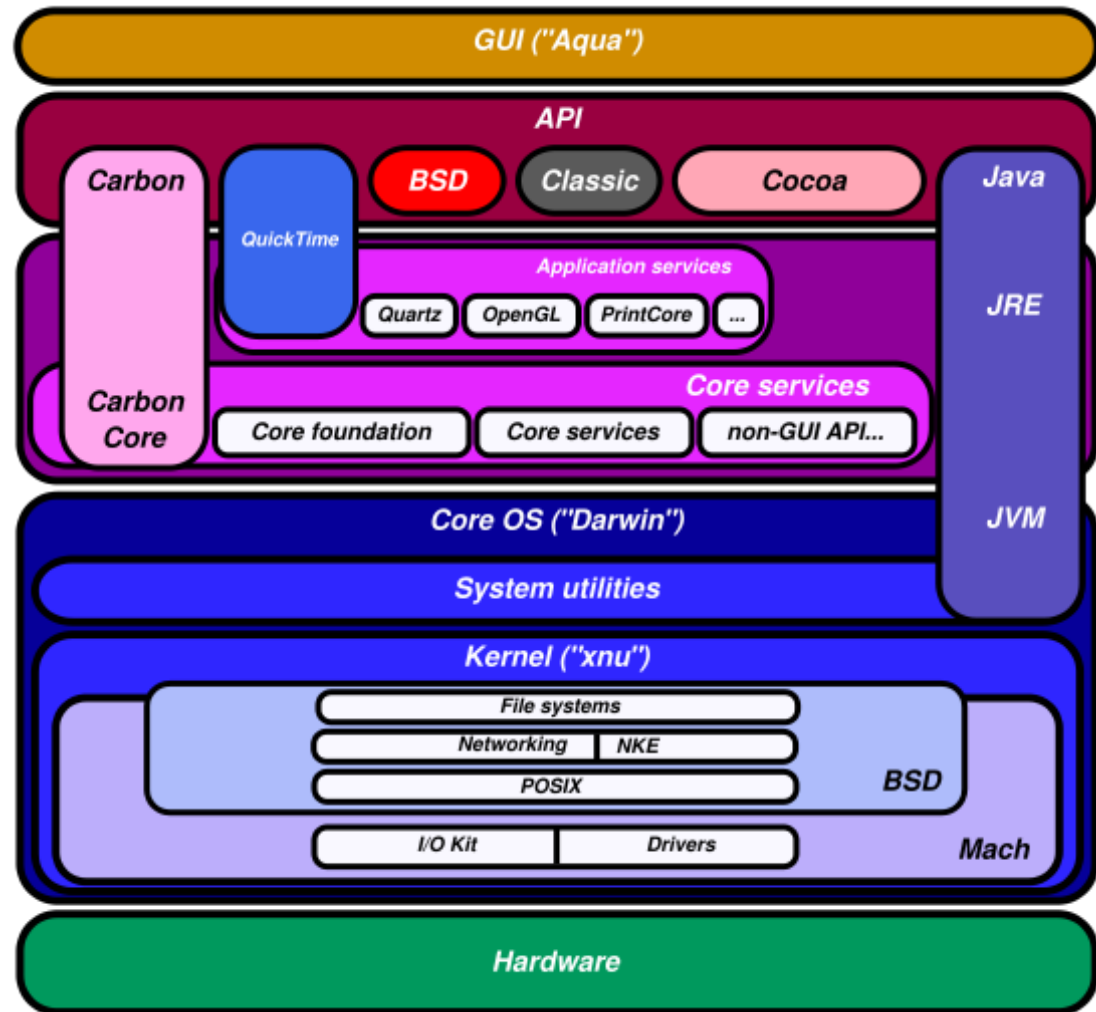 GUI ("Aqua")
API
Carbon
QuickTime
BSD
Classic
Cocoa
Java
Application services
Quartz
OpenGL
PrintCore
...
JRE
Core services
Carbon
Core
Core foundation
Core services
non-GUI API...
Core OS ("Darwin")
JVM
System utilities
Kernel ("xnu")
File systems
Networking
NKE
POSIX
BSD
I/O Kit
Drivers
Mach
Hardware